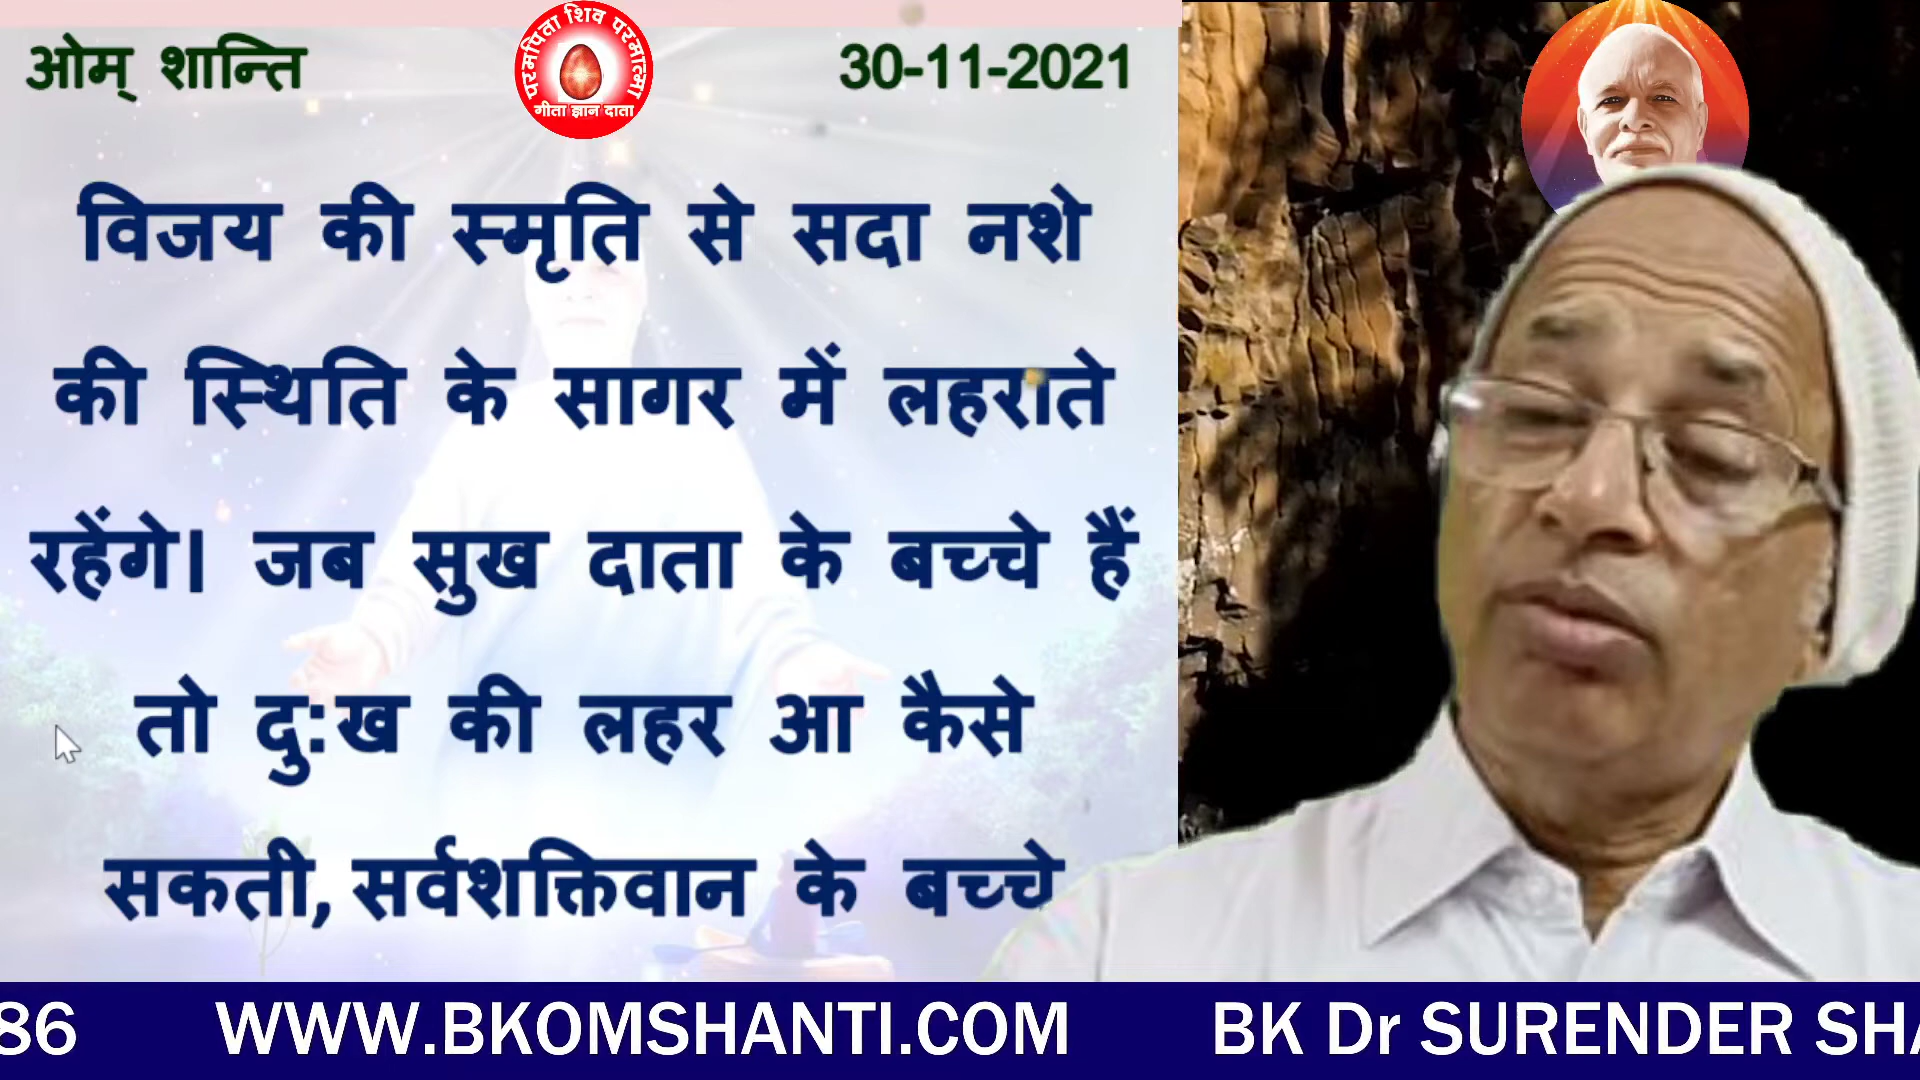 ओम् शान्ति
परमपिता शिव परमात्मा
गीता ज्ञान दाता
30-11-2021
विजय की स्मृति से सदा नशे
की स्थिति के सागर में लहराते
रहेंगे। जब सुख दाता के बच्चे हैं
तो दु:ख की लहर आ कैसे
सकती, सर्वशक्तिवान के बच्चे
86 WWW.BKOMSHANTI.COM BK Dr SURENDER SHA